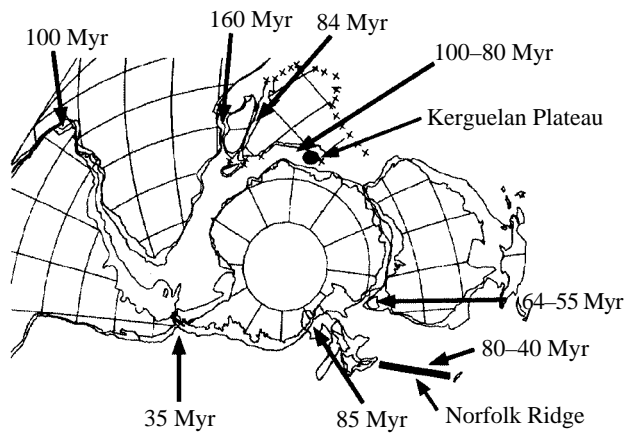 100 Myr
160 Myr
84 Myr
100–80 Myr
Kerguelan Plateau
64–55 Myr
80–40 Myr
35 Myr
85 Myr
Norfolk Ridge